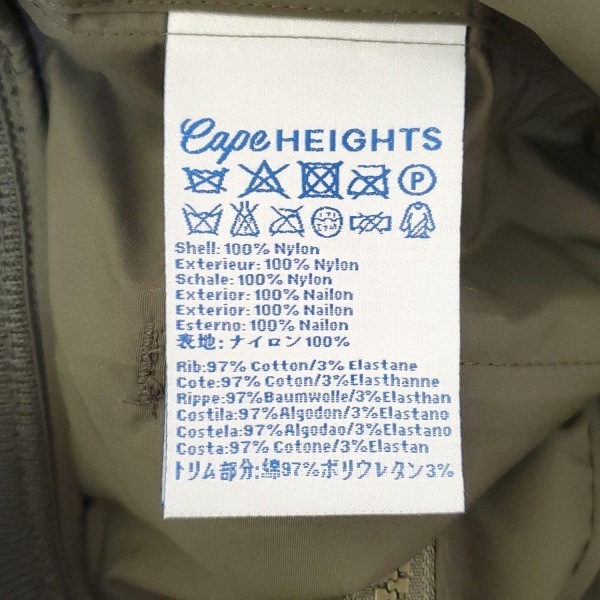 Cape HEIGHTS
P
Shell: 100% Nylon
Exterieur: 100% Nylon
Schale: 100% Nylon
Exterior: 100% Nailon
Exterior: 100% Nailon
Esterno: 100% Nailon
表地: ナイロン100%
Rib:97% Cotton/3% Elastane
Cote:97% Coton/3% Elasthanne
Rippe:97%Baumwolle/3%Elasthan
Costila:97%Algodon/3%Elastano
Costela:97%Algodao/3%Elastano
Costa:97% Cotone/3%Elastan
トリム部分:綿97%ポリウレタン3%